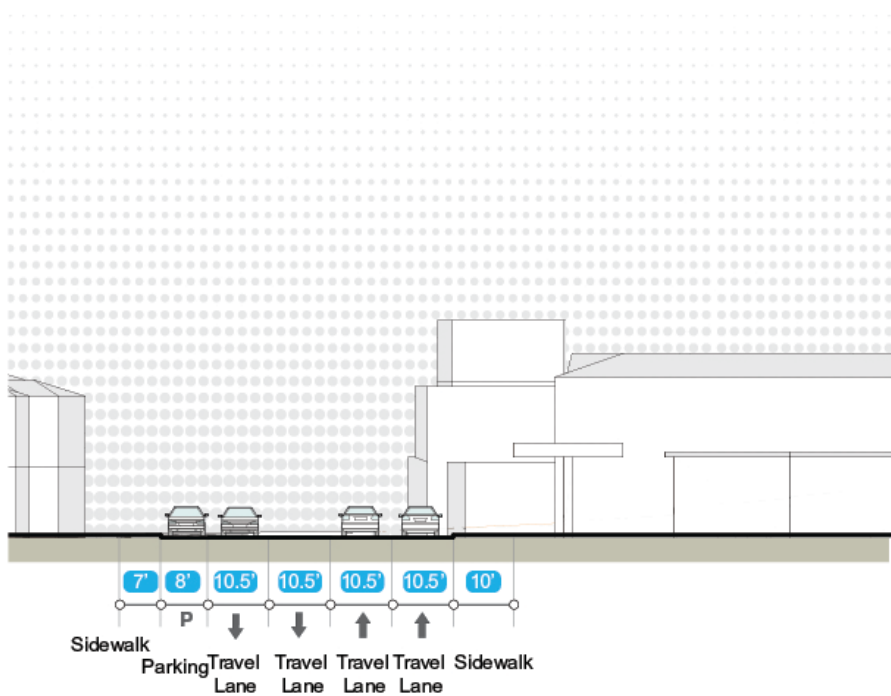 7’ 8’ 10.5’ 10.5’ 10.5’ 10.5’ 10’
P
Sidewalk
Parking
Travel Lane
Travel Lane
Travel Lane
Travel Lane
Sidewalk